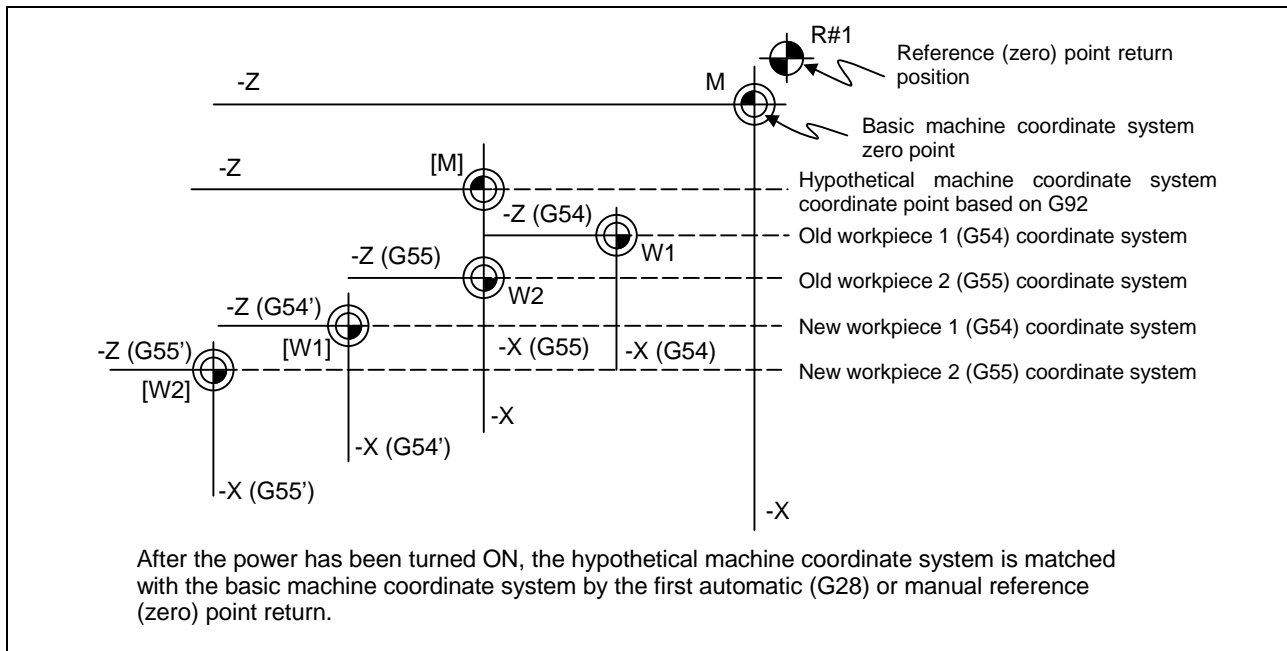 R#1
Reference (zero) point return
position
-Z
M
Basic machine coordinate system
zero point
-Z
[M]
Hypothetical machine coordinate system
coordinate point based on G92
-Z (G54)
W1
Old workpiece 1 (G54) coordinate system
-Z (G55)
W2
Old workpiece 2 (G55) coordinate system
-Z (G54’)
[W1]
New workpiece 1 (G54) coordinate system
-X (G55)
-X (G54)
-Z (G55’)
[W2]
New workpiece 2 (G55) coordinate system
-X
-X (G54’)
-X (G55’)
-X
After the power has been turned ON, the hypothetical machine coordinate system is matched
with the basic machine coordinate system by the first automatic (G28) or manual reference
(zero) point return.